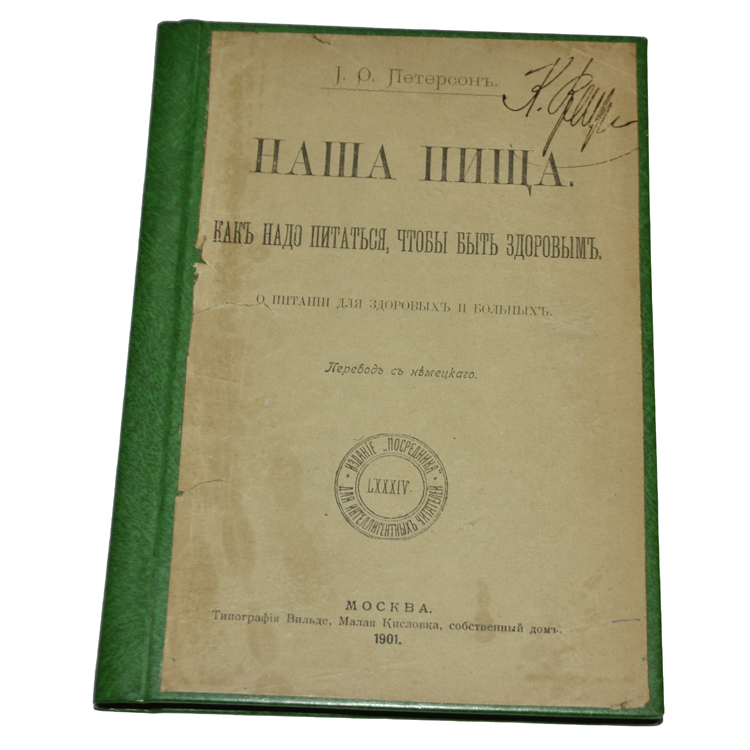 І. О. Петерсонъ.
НАША ПИЩА.
КАКЪ НАДО ПИТАТЬСЯ, ЧТОБЫ БЫТЬ ЗДОРОВЫМЪ.
О ПИТАНІИ ДЛЯ ЗДОРОВЫХЪ И БОЛЬНЫХЪ.
Переводъ съ нѣмецкаго.
ИЗДАНІЕ „ПОСРЕДНИКА“
LXXXIV.
ДЛЯ ИНТЕЛЛИГЕНТНЫХЪ ЧИТАТЕЛЕЙ
МОСКВА.
Типографія Вильде, Малая Кисловка, собственный домъ.
1901.